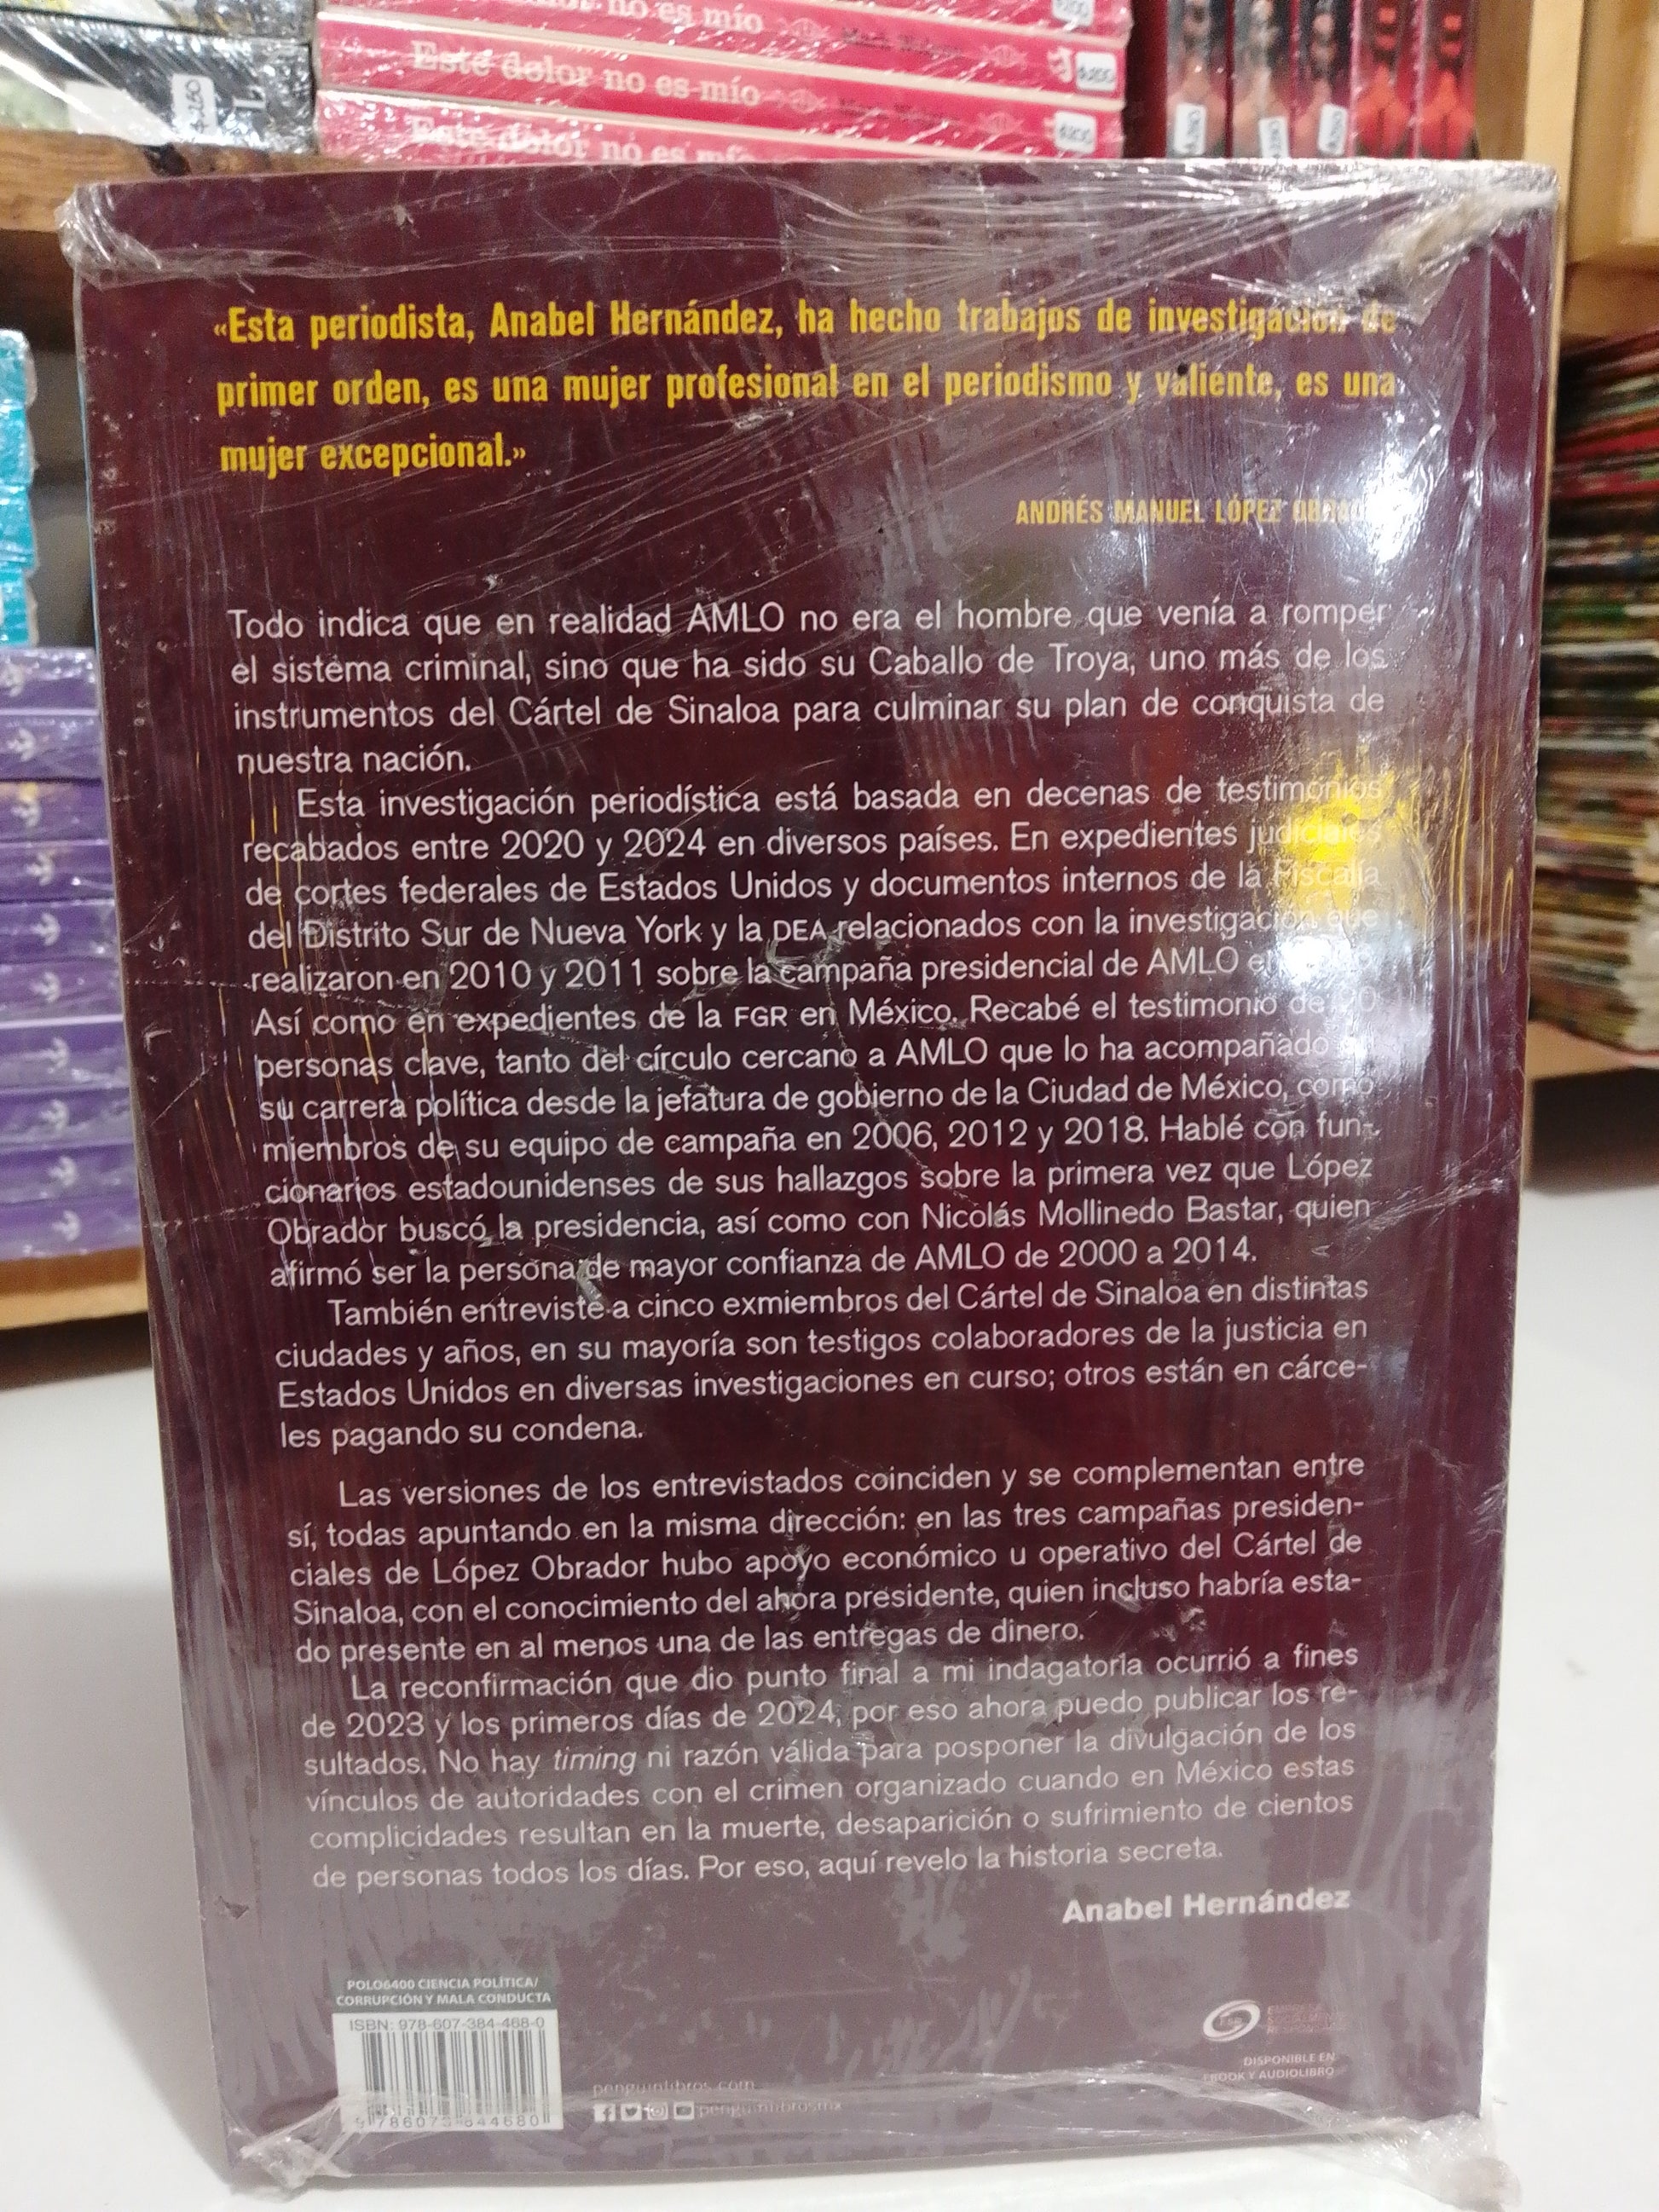 no es mío
Este dolor no es mío
$200
Este dolor no es mío
$260
«Esta periodista, Anabel Hernández, ha hecho trabajos de investigación de
primer orden, es una mujer profesional en el periodismo y valiente, es una
mujer excepcional.»
ANDRÉS MANUEL LÓPEZ OBRADOR
Todo indica que en realidad AMLO no era el hombre que venía a romper
el sistema criminal, sino que ha sido su Caballo de Troya, uno más de los
instrumentos del Cártel de Sinaloa para culminar su plan de conquista de
nuestra nación.
Esta investigación periodística está basada en decenas de testimonios
recabados entre 2020 y 2024 en diversos países. En expedientes judiciales
de cortes federales de Estados Unidos y documentos internos de la Fiscalía
del Distrito Sur de Nueva York y la DEA relacionados con la investigación que
realizaron en 2010 y 2011 sobre la campaña presidencial de AMLO en
Así como en expedientes de la FGR en México. Recabé el testimonio de
personas clave, tanto del círculo cercano a AMLO que lo ha acompañado en
su carrera política desde la jefatura de gobierno de la Ciudad de México, como
miembros de su equipo de campaña en 2006, 2012 y 2018. Hablé con fun-
cionarios estadounidenses de sus hallazgos sobre la primera vez que López
Obrador buscó la presidencia, así como con Nicolás Mollinedo Bastar, quien
afirmó ser la persona de mayor confianza de AMLO de 2000 a 2014.
También entrevisté a cinco exmiembros del Cártel de Sinaloa en distintas
ciudades y años, en su mayoría son testigos colaboradores de la justicia en
Estados Unidos en diversas investigaciones en curso; otros están en cárce-
les pagando su condena.
Las versiones de los entrevistados coinciden y se complementan entre
sí, todas apuntando en la misma dirección: en las tres campañas presiden-
ciales de López Obrador hubo apoyo económico u operativo del Cártel de
Sinaloa, con el conocimiento del ahora presidente, quien incluso habría esta-
do presente en al menos una de las entregas de dinero.
La reconfirmación que dio punto final a mi indagatoria ocurrió a fines
de 2023 y los primeros días de 2024, por eso ahora puedo publicar los re-
sultados. No hay timing ni razón válida para posponer la divulgación de los
vínculos de autoridades con el crimen organizado cuando en México estas
complicidades resultan en la muerte, desaparición o sufrimiento de cientos
de personas todos los días. Por eso, aquí revelo la historia secreta.
Anabel Hernández
POL064000 CIENCIA POLÍTICA/
CORRUPCIÓN Y MALA CONDUCTA
ISBN: 978-607-384-468-0
9 786073 844680
penguinlibros.com
penguinlibrosmx
DISPONIBLE EN
EBOOK Y AUDIOLIBRO